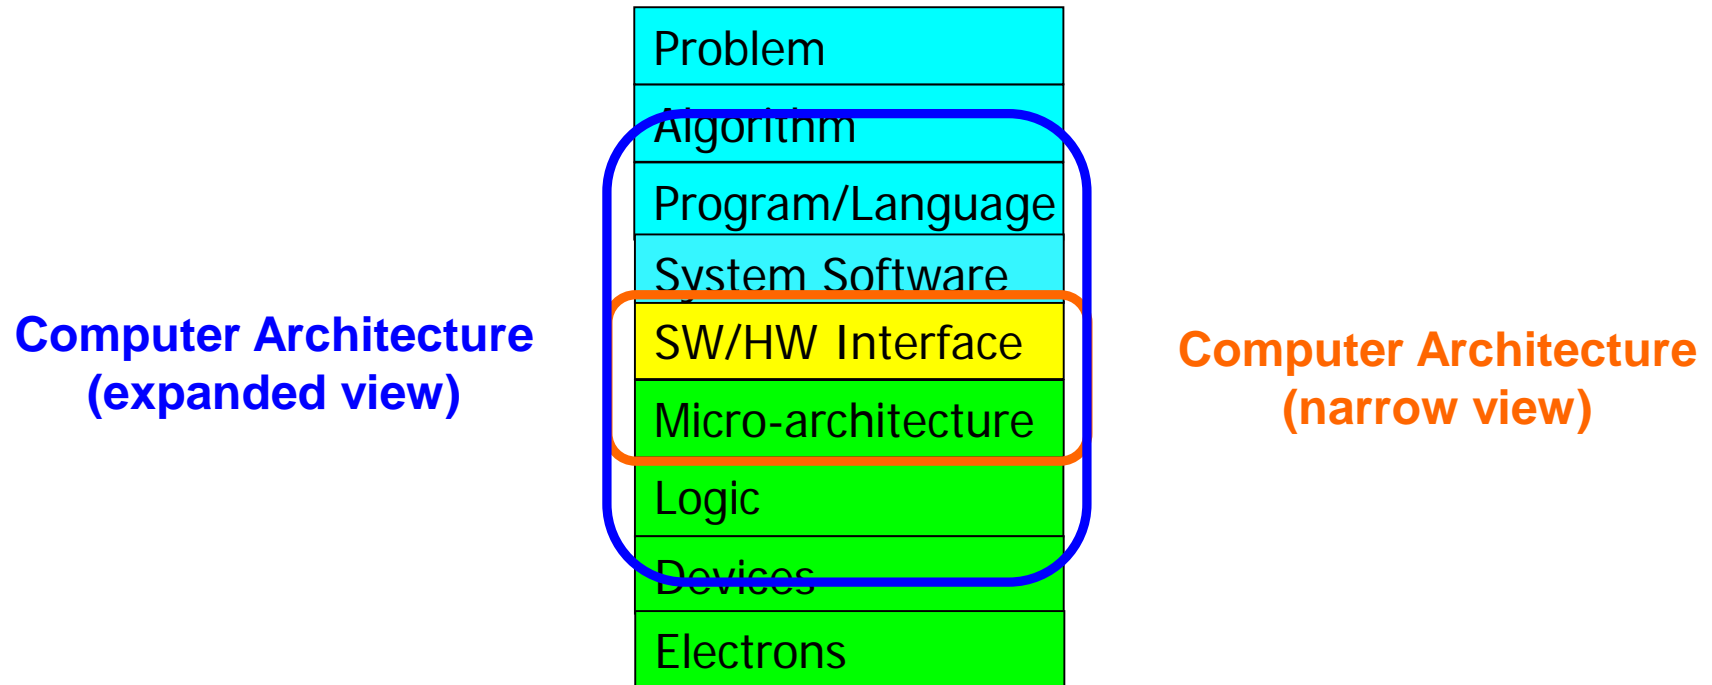 Problem
Algorithm
Program/Language
System Software
SW/HW Interface
Micro-architecture
Logic
Devices
Electrons
Computer Architecture
(expanded view)
Computer Architecture
(narrow view)